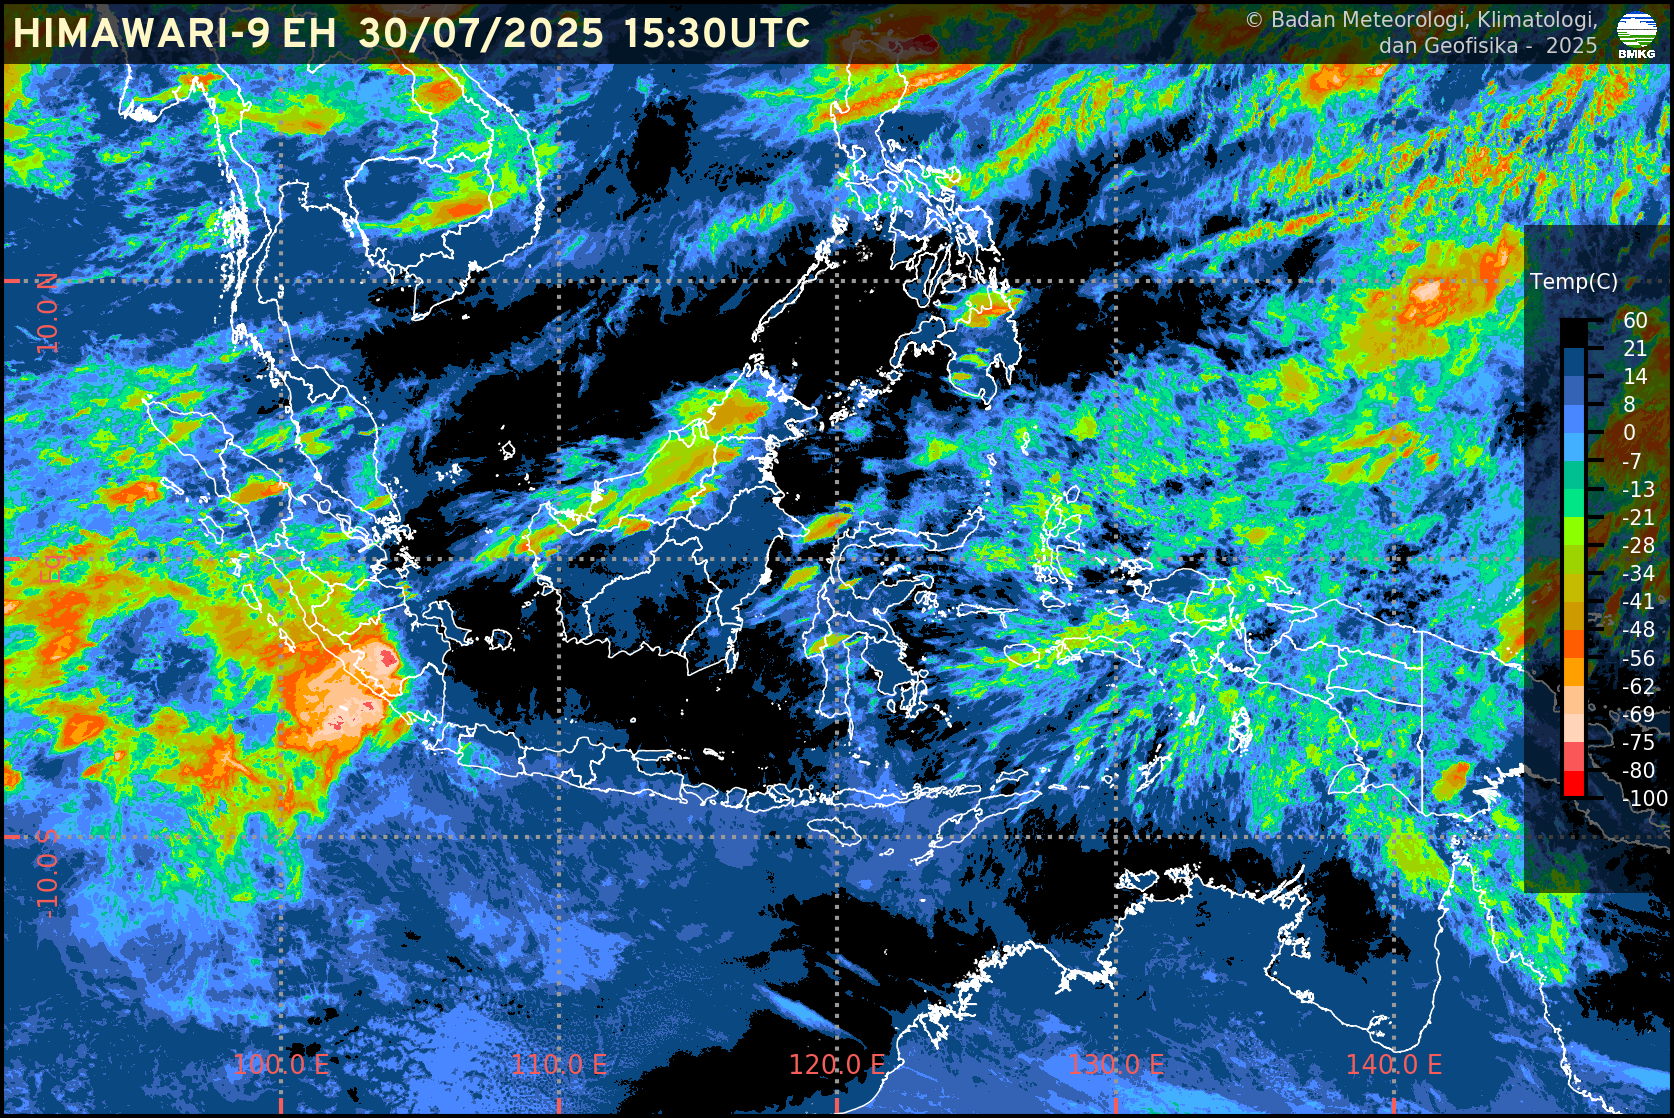 HIMAWARI-9 EH  30/07/2025  15:30UTC
© Badan Meteorologi, Klimatologi,
dan Geofisika -  2025
BMKG
Temp(C)
60
21
14
8
0
-7
-13
-21
-28
-34
-41
-48
-56
-62
-69
-75
-80
-100
10.0 N
Eq
-10.0 S
100.0 E
110.0 E
120.0 E
130.0 E
140.0 E